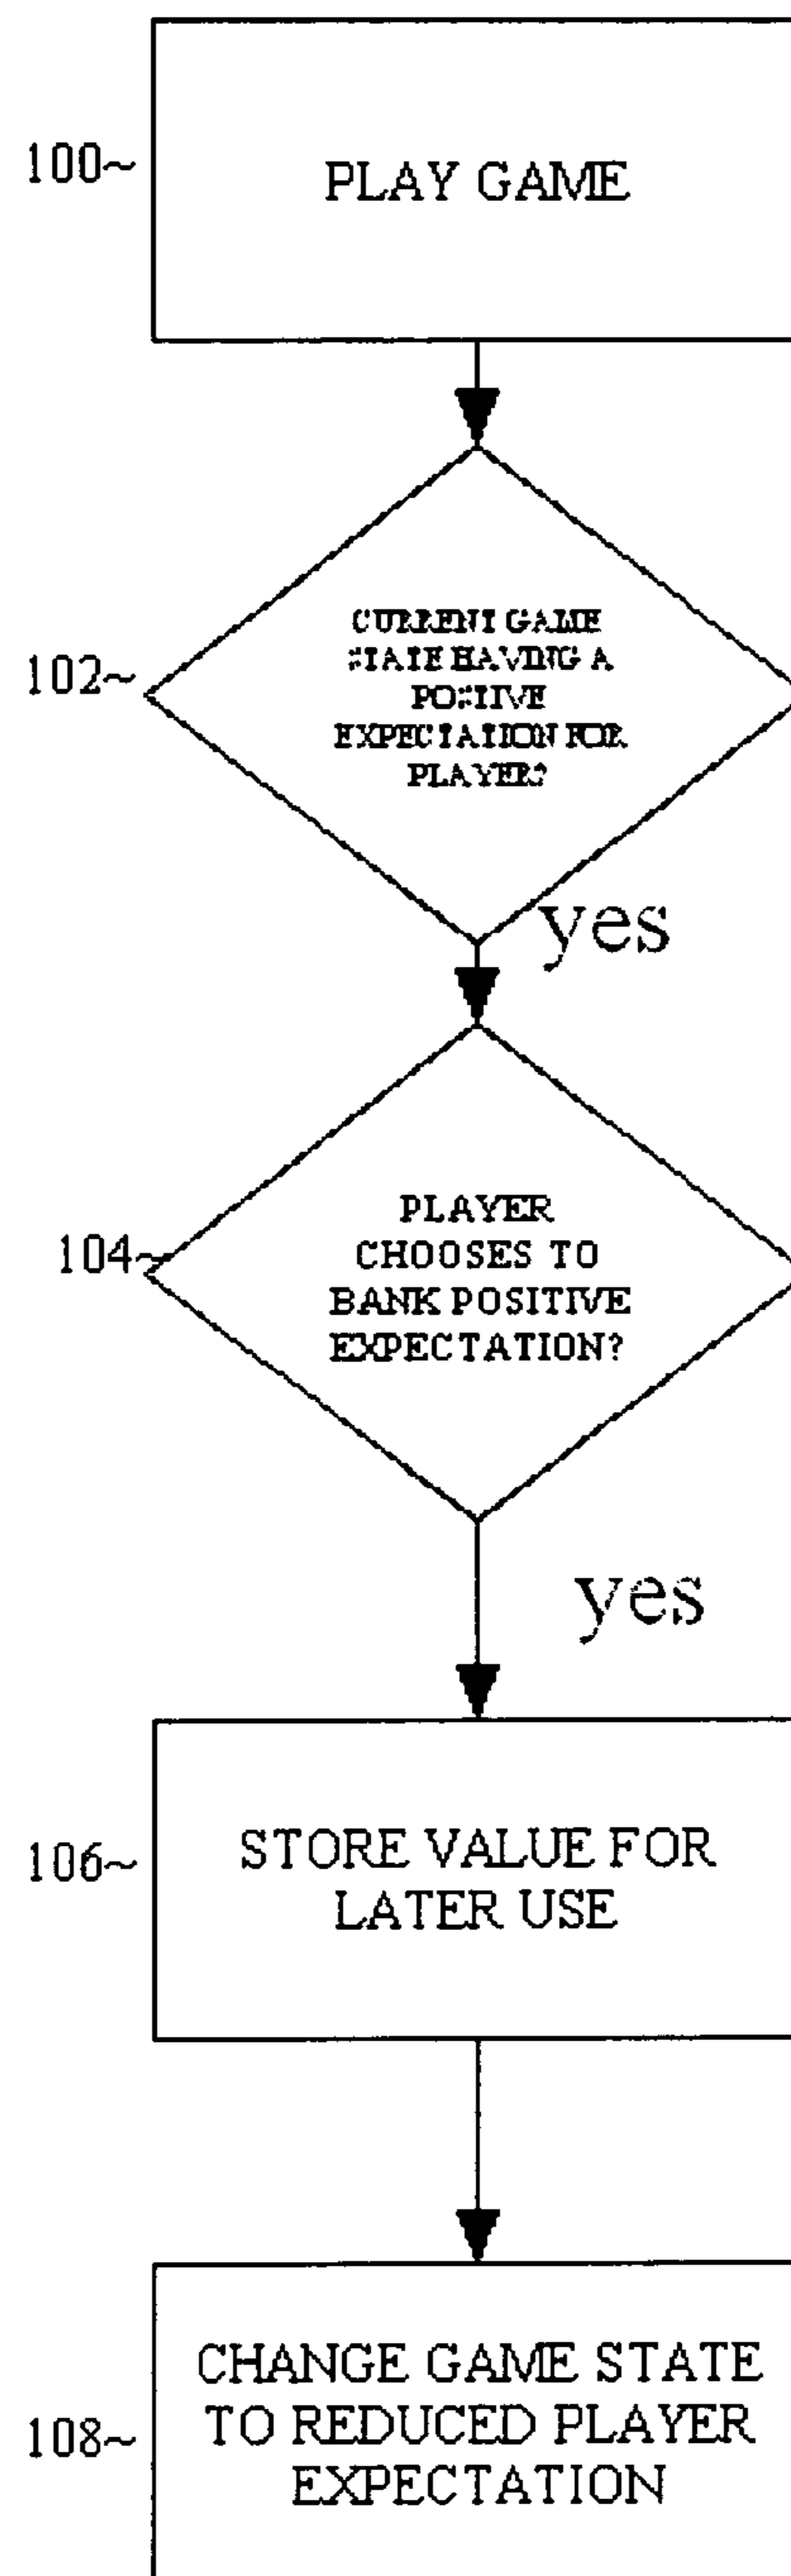 100~
PLAY GAME
102~
CURRENT GAME
STATE HAVING A
POSITIVE
EXPECTATION FOR
PLAYER?
yes
104~
PLAYER
CHOOSES TO
BANK POSITIVE
EXPECTATION?
yes
106~
STORE VALUE FOR
LATER USE
108~
CHANGE GAME STATE
TO REDUCED PLAYER
EXPECTATION